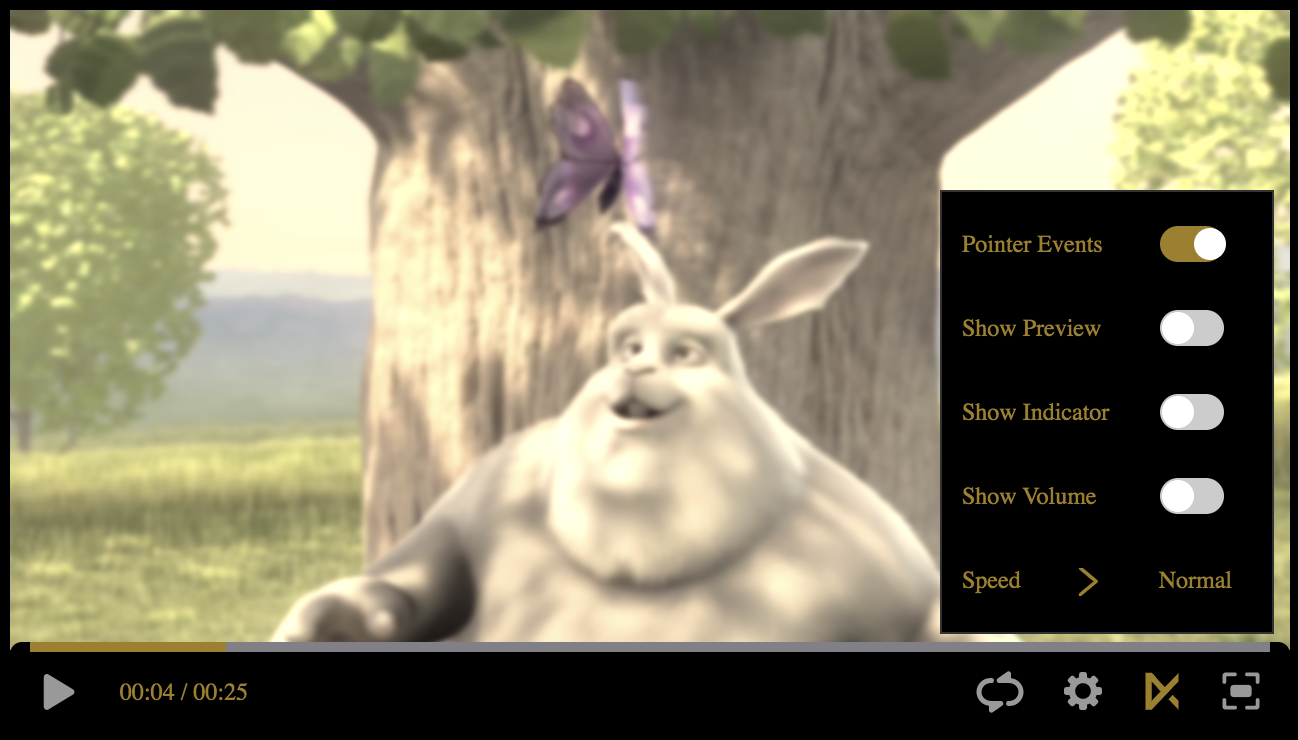 Pointer Events
Show Preview
Show Indicator
Show Volume
Speed Normal
00:04 / 00:25